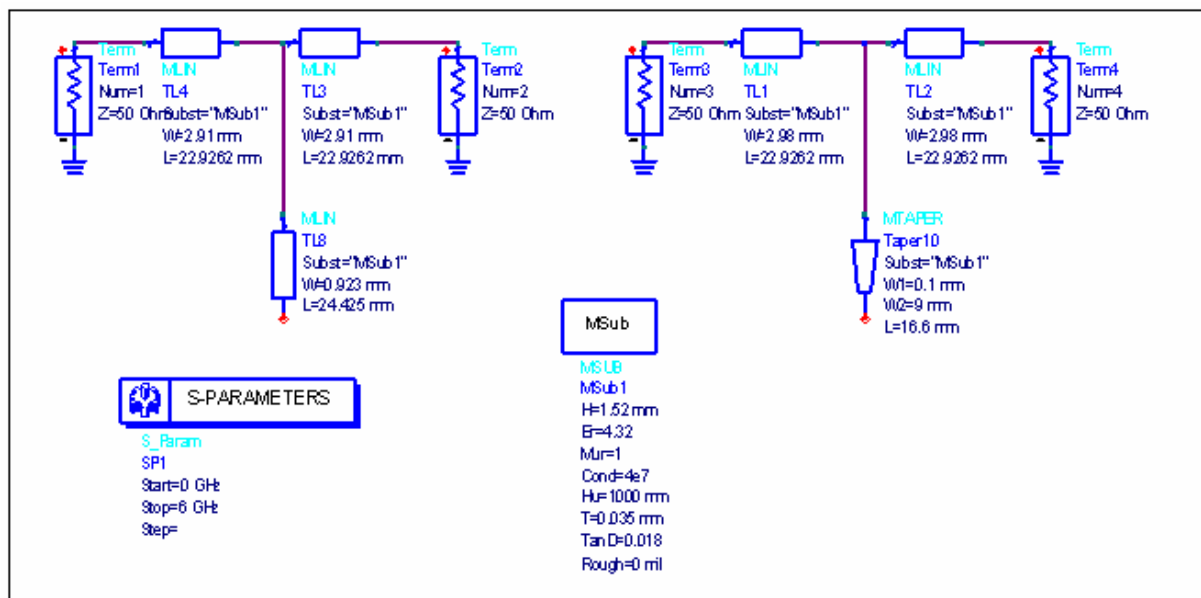 Term
Term1
Num=1
Z=50 Ohm
MLIN
TL4
Subst="MSub1"
W=2.91 mm
L=22.9262 mm
MLIN
TL3
Subst="MSub1"
W=2.91 mm
L=22.9262 mm
Term
Term2
Num=2
Z=50 Ohm
Term
Term3
Num=3
Z=50 Ohm
MLIN
TL1
Subst="MSub1"
W=2.98 mm
L=22.9262 mm
MLIN
TL2
Subst="MSub1"
W=2.98 mm
L=22.9262 mm
Term
Term4
Num=4
Z=50 Ohm
MLIN
TL8
Subst="MSub1"
W=0.923 mm
L=24.425 mm
MTAPER
Taper10
Subst="MSub1"
W1=0.1 mm
W2=9 mm
L=16.6 mm
MSub
MSUB
MSub1
H=1.52 mm
Er=4.32
Mur=1
Cond=4e7
Hu=1000 mm
T=0.035 mm
TanD=0.018
Rough=0 mil
S-PARAMETERS
S_Param
SP1
Start=0 GHz
Stop=6 GHz
Step=